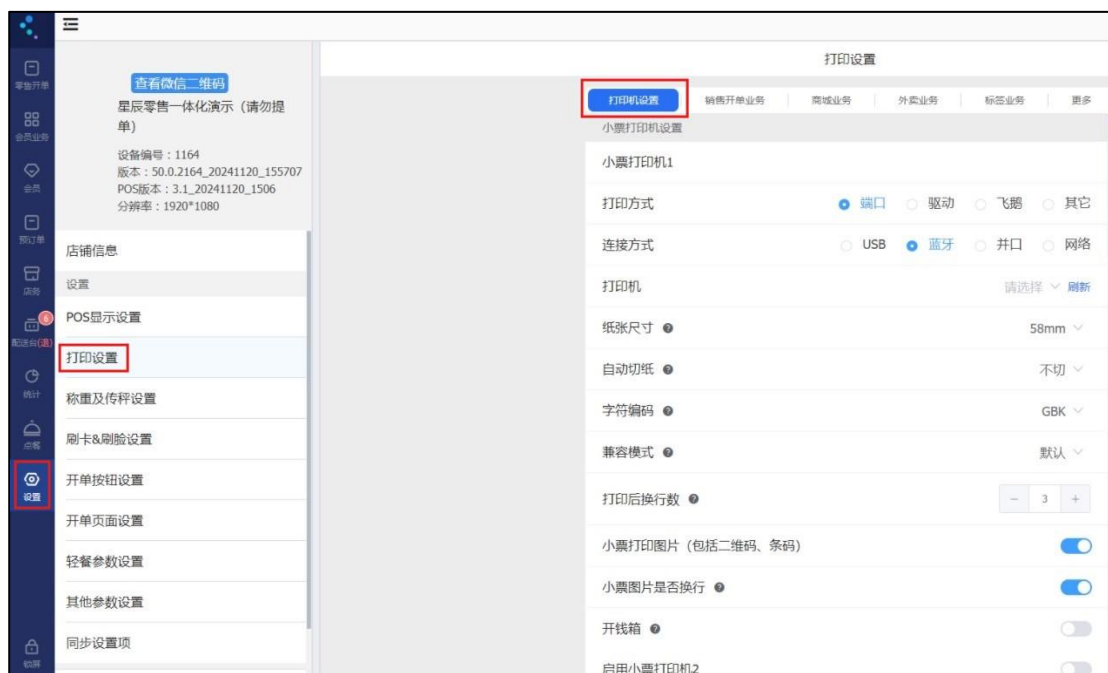 零售开单
会员业务
会员
预订单
店务
6
配送台(退)
统计
点餐
设置
锁屏
查看微信二维码
星辰零售一体化演示（请勿提
单）
设备编号：1164
版本：50.0.2164_20241120_155707
POS版本：3.1_20241120_1506
分辨率：1920*1080
店铺信息
设置
POS显示设置
打印设置
称重及传秤设置
刷卡&刷脸设置
开单按钮设置
开单页面设置
轻餐参数设置
其他参数设置
同步设置项
打印设置
打印机设置 销售开单业务 商城业务 外卖业务 标签业务 更多
小票打印机设置
小票打印机1
打印方式 端口 驱动 飞鹅 其它
连接方式 USB 蓝牙 并口 网络
打印机 请选择 刷新
纸张尺寸 58mm
自动切纸 不切
字符编码 GBK
兼容模式 默认
打印后换行数 - 3 +
小票打印图片（包括二维码、条码）
小票图片是否换行
开钱箱
启用小票打印机2